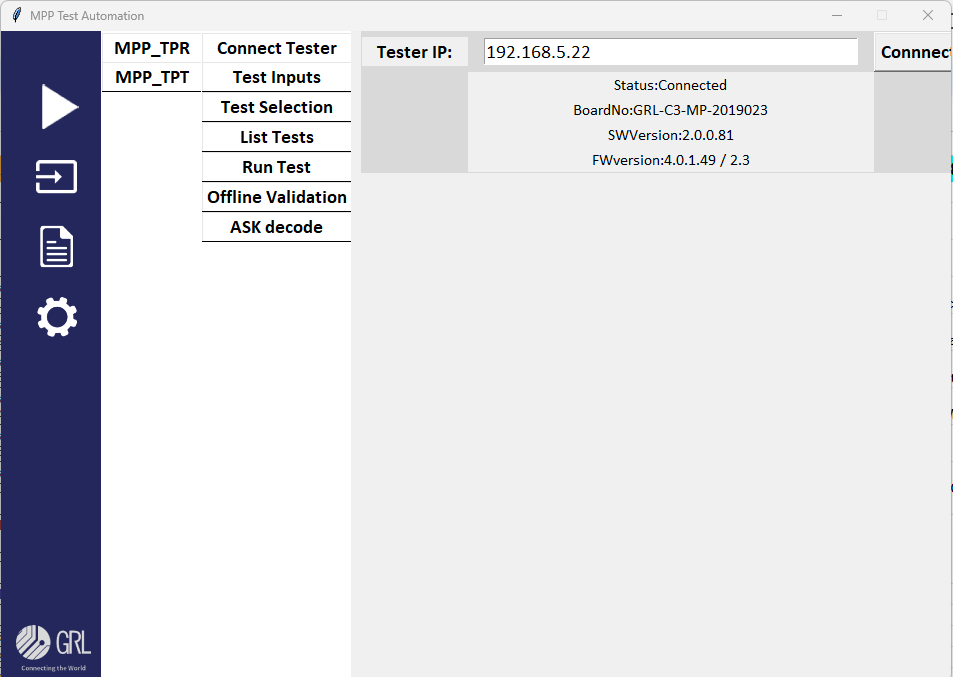 MPP Test Automation
MPP_TPR
MPP_TPT
Connect Tester
Test Inputs
Test Selection
List Tests
Run Test
Offline Validation
ASK decode
Tester IP:
192.168.5.22
Connnect
Status:Connected
BoardNo:GRL-C3-MP-2019023
SWVersion:2.0.0.81
FWversion:4.0.1.49 / 2.3
GRL
Connecting the World